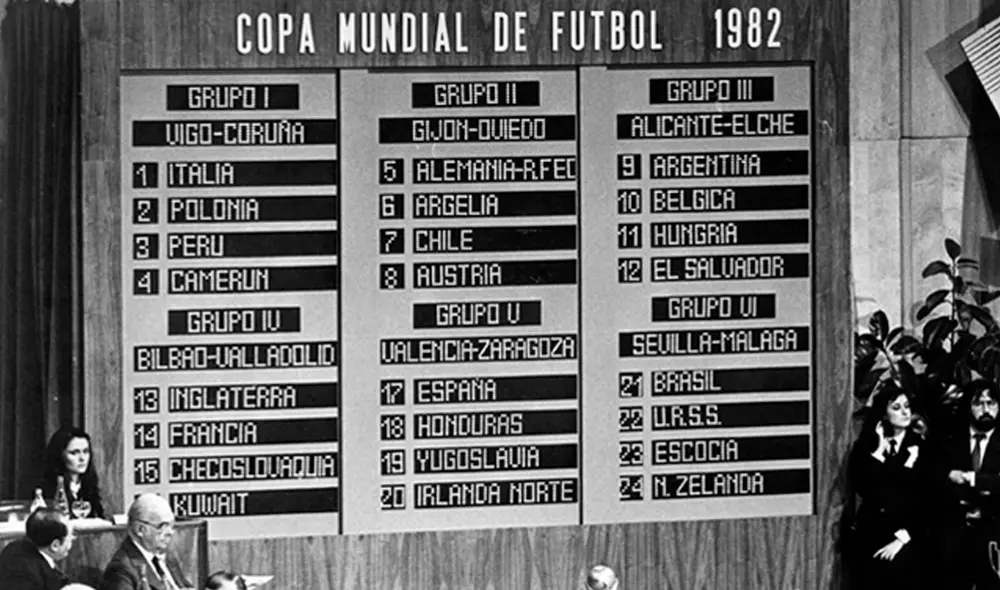 COPA MUNDIAL DE FUTBOL 1982
GRUPO I
VIGO-CORUÑA
1 ITALIA
2 POLONIA
3 PERU
4 CAMERUN
GRUPO IV
BILBAO-VALLADOLID
13 INGLATERRA
14 FRANCIA
15 CHECOSLOVAQUIA
KUWAIT
GRUPO II
GIJON-OVIEDO
5 ALEMANIA-R.FED
6 ARGELIA
7 CHILE
8 AUSTRIA
GRUPO V
VALENCIA-ZARAGOZA
17 ESPAÑA
18 HONDURAS
19 YUGOSLAVIA
20 IRLANDA NORTE
GRUPO III
ALICANTE-ELCHE
9 ARGENTINA
10 BELGICA
11 HUNGRIA
12 EL SALVADOR
GRUPO VI
SEVILLA-MALAGA
21 BRASIL
22 U.R.S.S.
23 ESCOCIA
24 N. ZELANDA